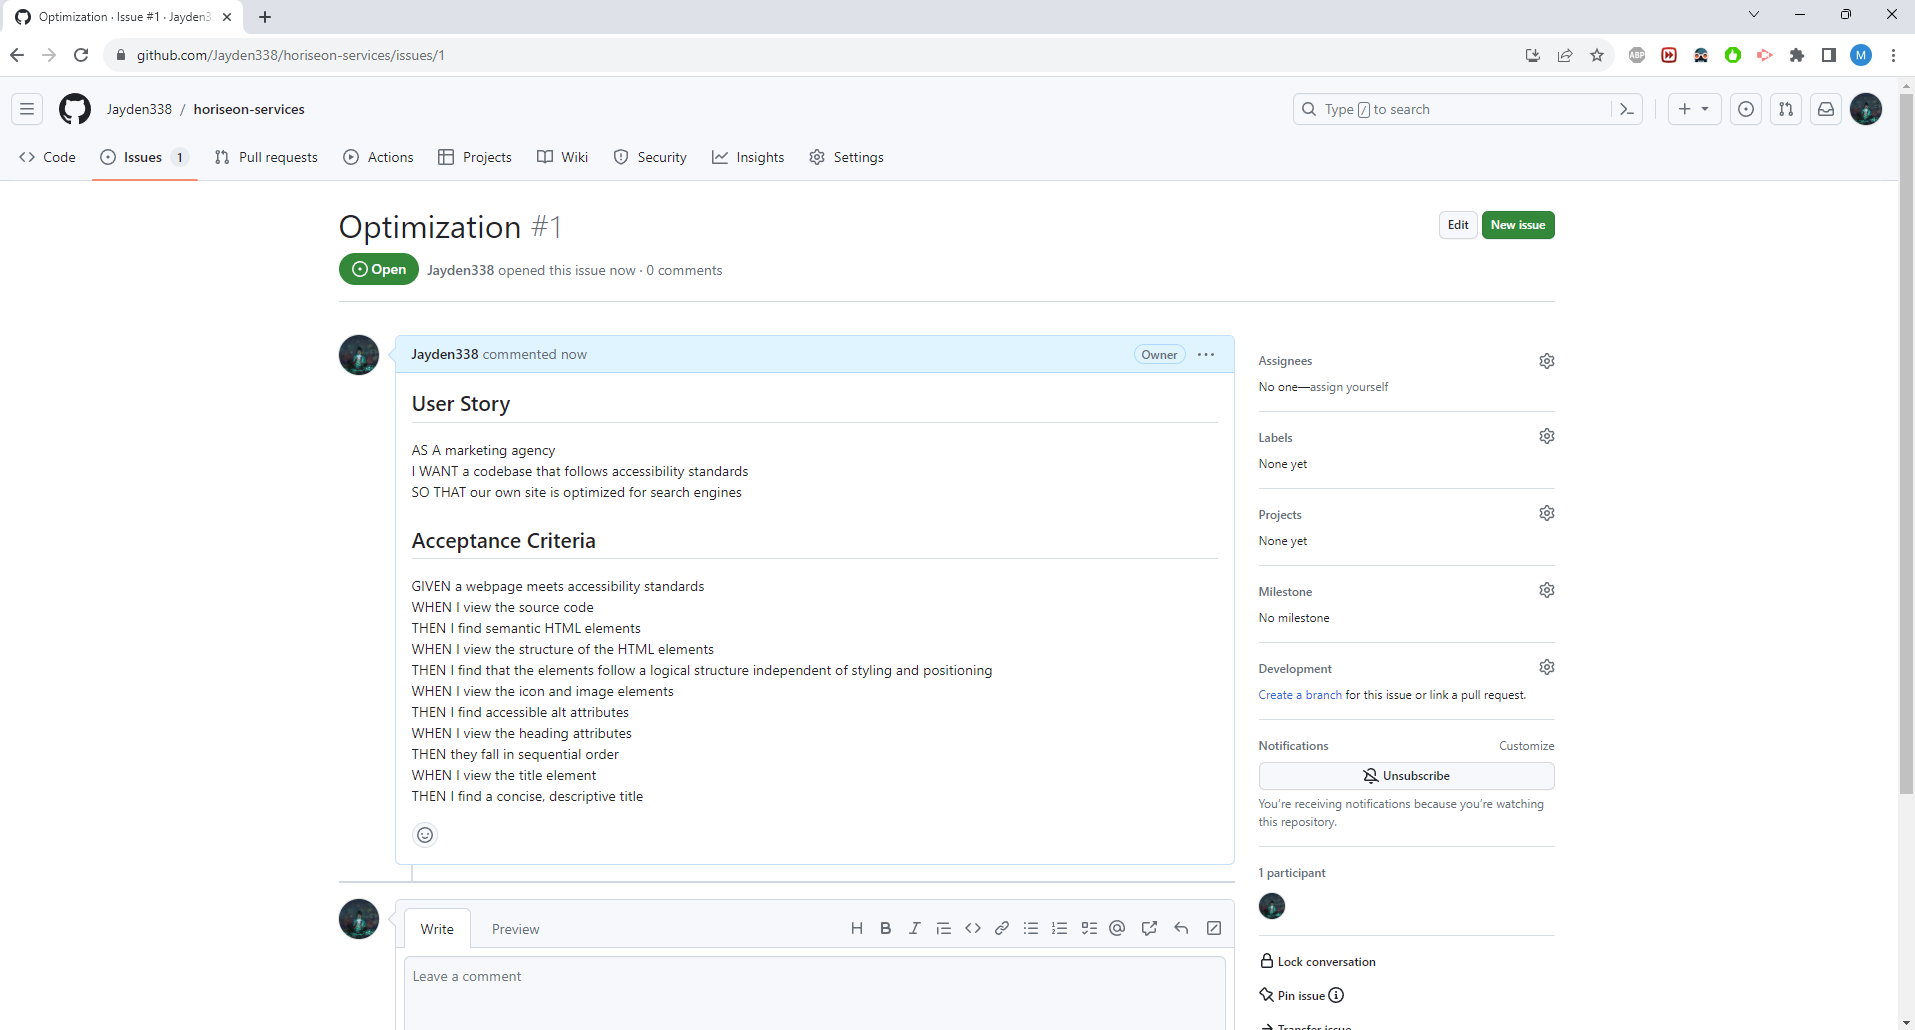 Optimization · Issue #1 · Jayden3
github.com/Jayden338/horiseon-services/issues/1
ABP
M
Jayden338 / horiseon-services
Type / to search
Code
Issues 1
Pull requests
Actions
Projects
Wiki
Security
Insights
Settings
Optimization #1
Edit
New issue
Open
Jayden338 opened this issue now · 0 comments
Jayden338 commented now
Owner
User Story
AS A marketing agency
I WANT a codebase that follows accessibility standards
SO THAT our own site is optimized for search engines
Acceptance Criteria
GIVEN a webpage meets accessibility standards
WHEN I view the source code
THEN I find semantic HTML elements
WHEN I view the structure of the HTML elements
THEN I find that the elements follow a logical structure independent of styling and positioning
WHEN I view the icon and image elements
THEN I find accessible alt attributes
WHEN I view the heading attributes
THEN they fall in sequential order
WHEN I view the title element
THEN I find a concise, descriptive title
Write
Preview
Leave a comment
Assignees
No one—assign yourself
Labels
None yet
Projects
None yet
Milestone
No milestone
Development
Create a branch for this issue or link a pull request.
Notifications
Customize
Unsubscribe
You're receiving notifications because you're watching
this repository.
1 participant
Lock conversation
Pin issue
Transfer issue